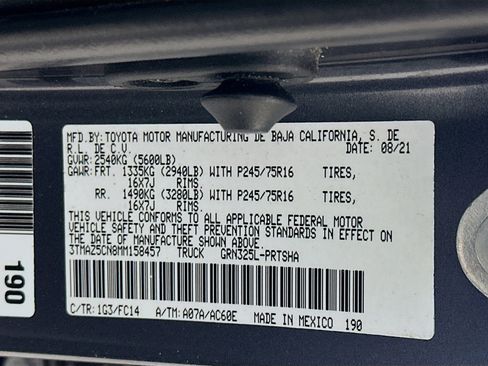 MFD.BY:TOYOTA MOTOR MANUFACTURING DE BAJA CALIFORNIA, S. DE
R.L. DE C.V. 08/21
GVWR:2540KG (5600LB)
GAWR:FRT. 1335KG (2940LB) WITH P245/75R16 TIRES,
16X7J RIMS,
RR. 1490KG (3280LB) WITH P245/75R16 TIRES,
16X7J RIMS,
THIS VEHICLE CONFORMS TO ALL APPLICABLE FEDERAL MOTOR
VEHICLE SAFETY AND THEFT PREVENTION STANDARDS IN EFFECT
ON THE DATE OF MANUFACTURE SHOWN ABOVE.
3TMAZ5CN8MM158457 TRUCK GRN325L-PRTSHA
C/TR:1G3/FC14 A/TM:A07A/AC60E MADE IN MEXICO 190
190